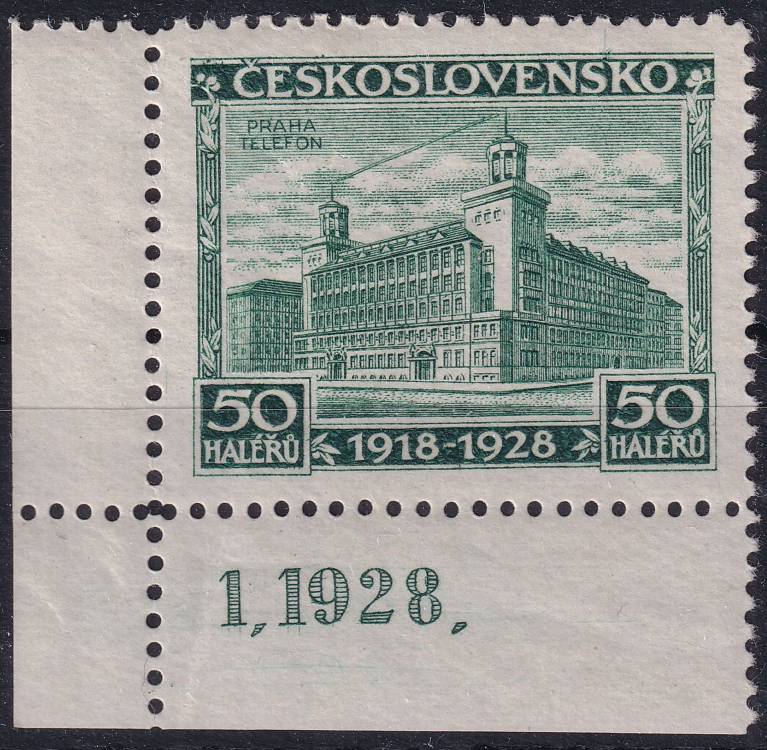 ČESKOSLOVENSKO
PRAHA
TELEFON
50
HALÉŘŮ
1918-1928
50
HALÉŘŮ
1,1928,